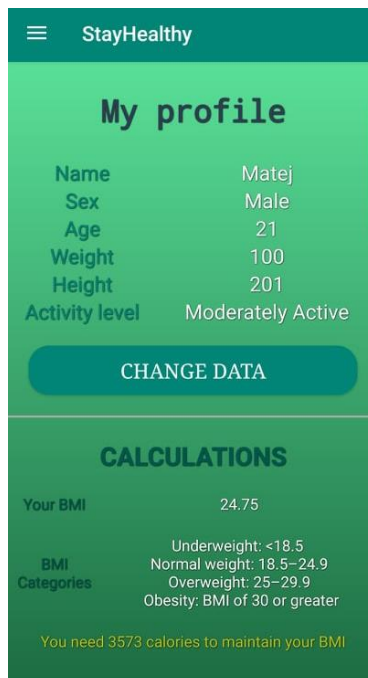 StayHealthy
My profile
Name Matej
Sex Male
Age 21
Weight 100
Height 201
Activity level Moderately Active
CHANGE DATA
CALCULATIONS
Your BMI 24.75
BMI Categories
Underweight: <18.5
Normal weight: 18.5–24.9
Overweight: 25–29.9
Obesity: BMI of 30 or greater
You need 3573 calories to maintain your BMI